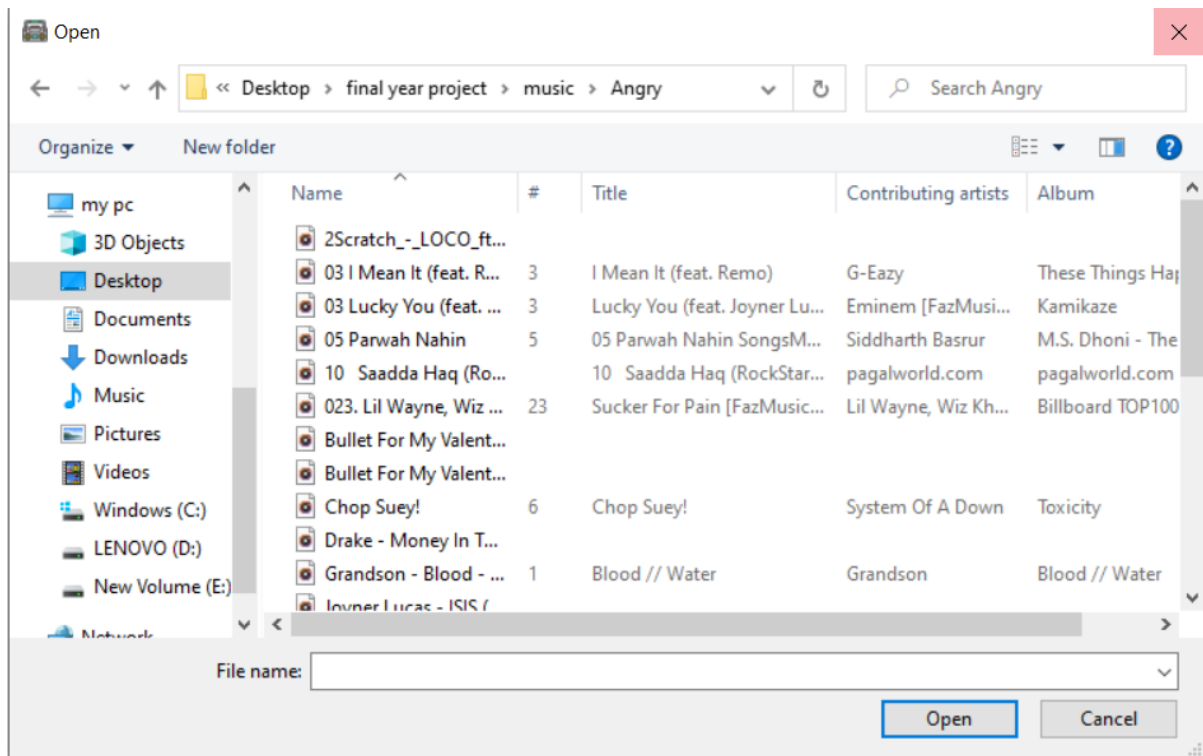 Open
« Desktop › final year project › music › Angry Search Angry
Organize New folder
Name # Title Contributing artists Album
my pc
3D Objects
Desktop
Documents
Downloads
Music
Pictures
Videos
Windows (C:)
LENOVO (D:)
New Volume (E:)
Network
2Scratch_-_LOCO_ft...
03 I Mean It (feat. R... 3 I Mean It (feat. Remo) G-Eazy These Things Hap
03 Lucky You (feat. ... 3 Lucky You (feat. Joyner Lu... Eminem [FazMusi... Kamikaze
05 Parwah Nahin 5 05 Parwah Nahin SongsM... Siddharth Basrur M.S. Dhoni - The
10 Saadda Haq (Ro... 10 Saadda Haq (RockStar... pagalworld.com pagalworld.com
023. Lil Wayne, Wiz ... 23 Sucker For Pain [FazMusic... Lil Wayne, Wiz Kh... Billboard TOP100
Bullet For My Valent...
Bullet For My Valent...
Chop Suey! 6 Chop Suey! System Of A Down Toxicity
Drake - Money In T...
Grandson - Blood - ... 1 Blood // Water Grandson Blood // Water
Joyner Lucas - ISIS (
File name:
Open Cancel